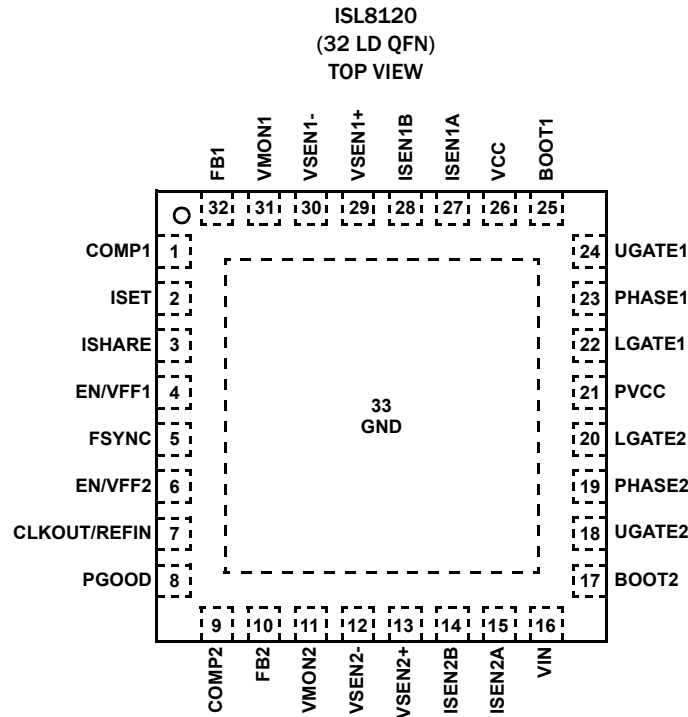 ISL8120
(32 LD QFN)
TOP VIEW
FB1
VMON1
VSEN1-
VSEN1+
ISEN1B
ISEN1A
VCC
BOOT1
32 31 30 29 28 27 26 25
COMP1 1
ISET 2
ISHARE 3
EN/VFF1 4
FSYNC 5
EN/VFF2 6
CLKOUT/REFIN 7
PGOOD 8
33
GND
24 UGATE1
23 PHASE1
22 LGATE1
21 PVCC
20 LGATE2
19 PHASE2
18 UGATE2
17 BOOT2
9 10 11 12 13 14 15 16
COMP2
FB2
VMON2
VSEN2-
VSEN2+
ISEN2B
ISEN2A
VIN